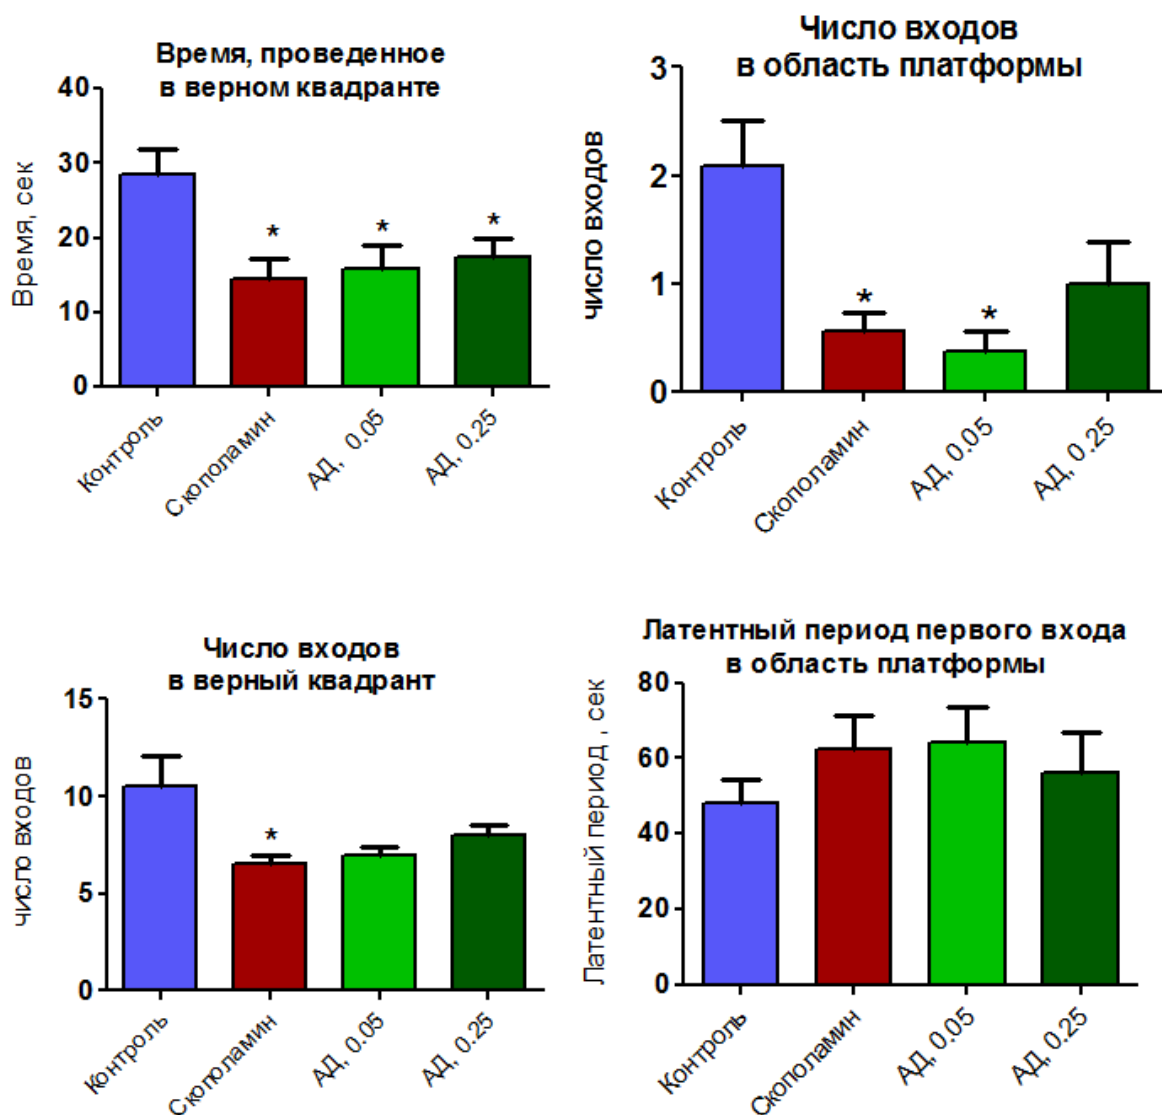 Время, проведенное
в верном квадранте
Время, сек
40
30
20
10
0
*
*
*
Контроль
Скополамин
АД, 0.05
АД, 0.25
Число входов
в область платформы
число входов
3
2
1
0
*
*
Контроль
Скополамин
АД, 0.05
АД, 0.25
Число входов
в верный квадрант
число входов
15
10
5
0
*
Контроль
Скополамин
АД, 0.05
АД, 0.25
Латентный период первого входа
в область платформы
Латентный период , сек
80
60
40
20
0
Контроль
Скополамин
АД, 0.05
АД, 0.25